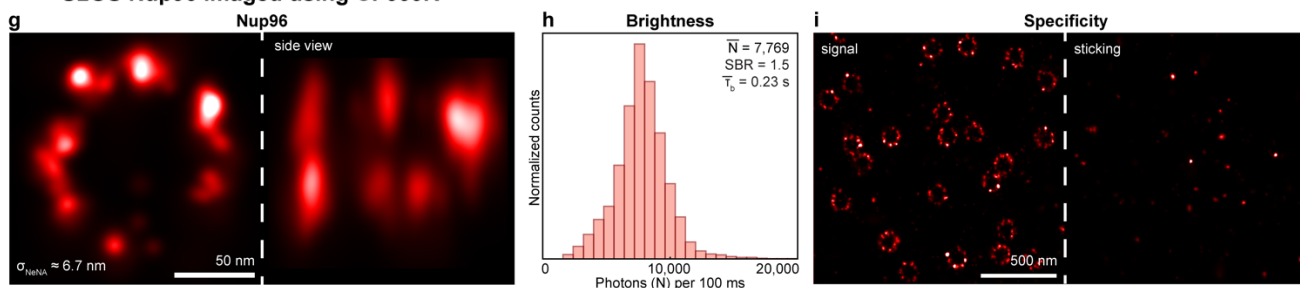 g
Nup96
side view
σNeNA ≈ 6.7 nm
50 nm
h
Brightness
N̅ = 7,769
SBR = 1.5
τ̅b = 0.23 s
Normalized counts
0 10,000 20,000
Photons (N) per 100 ms
i
Specificity
signal
sticking
500 nm